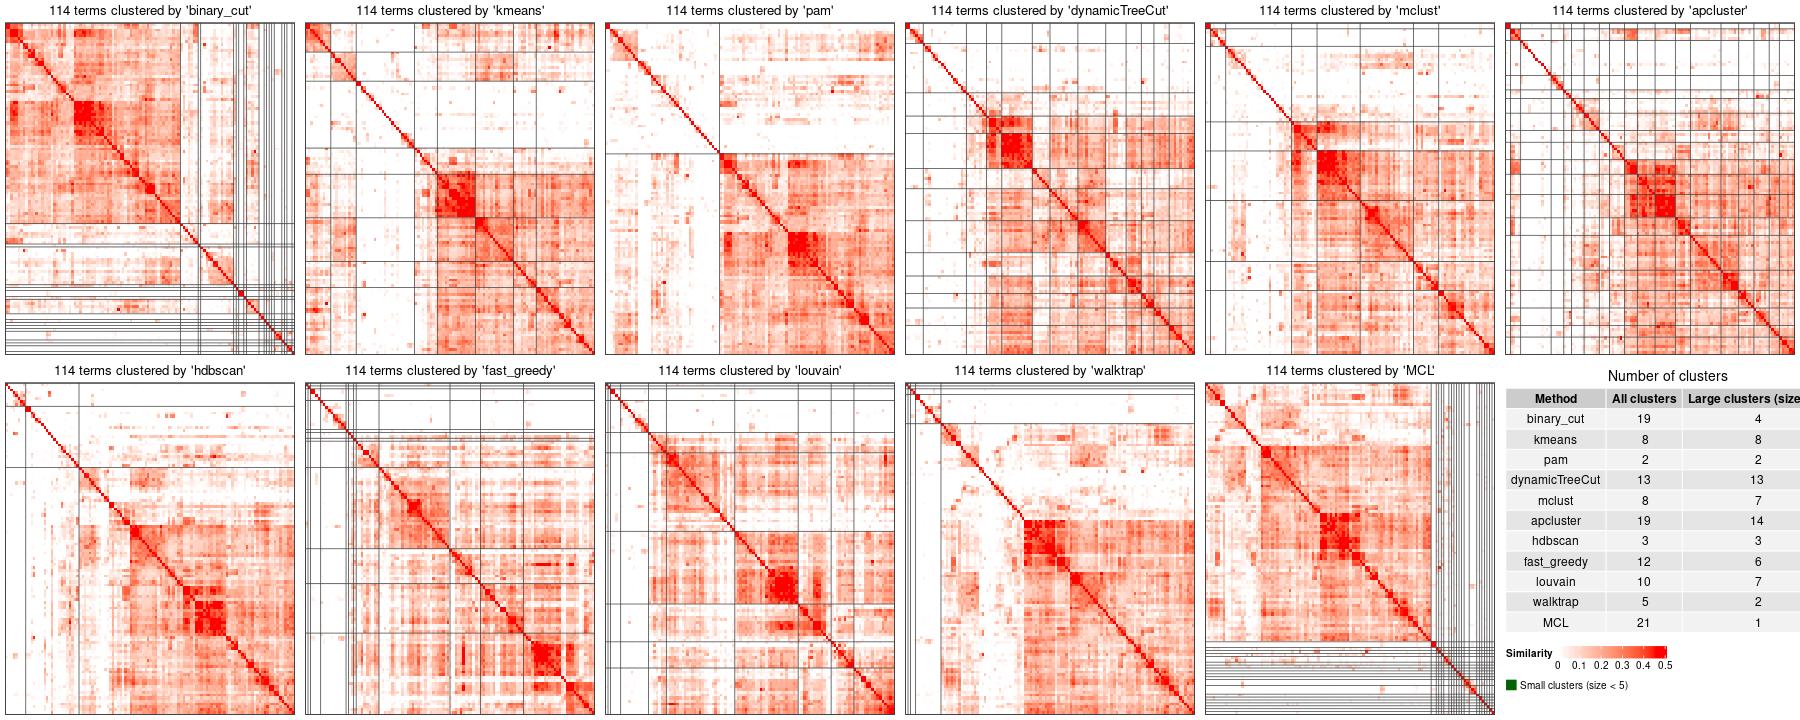 114 terms clustered by 'binary_cut'
114 terms clustered by 'kmeans'
114 terms clustered by 'pam'
114 terms clustered by 'dynamicTreeCut'
114 terms clustered by 'mclust'
114 terms clustered by 'apcluster'
114 terms clustered by 'hdbscan'
114 terms clustered by 'fast_greedy'
114 terms clustered by 'louvain'
114 terms clustered by 'walktrap'
114 terms clustered by 'MCL'
Number of clusters
Method All clusters Large clusters (size
binary_cut 19 4
kmeans 8 8
pam 2 2
dynamicTreeCut 13 13
mclust 8 7
apcluster 19 14
hdbscan 3 3
fast_greedy 12 6
louvain 10 7
walktrap 5 2
MCL 21 1
Similarity
0 0.1 0.2 0.3 0.4 0.5
Small clusters (size < 5)